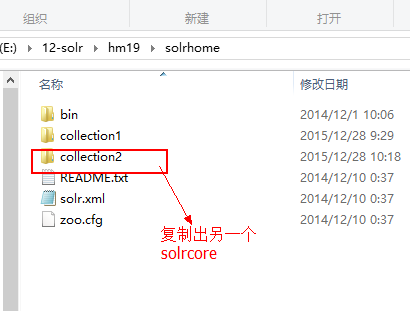 组织 新建 打开
(E:) ▸ 12-solr ▸ hm19 ▸ solrhome
名称 修改日期
bin 2014/12/1 10:06
collection1 2015/12/28 9:29
collection2 2015/12/28 10:18
README.txt 2014/12/10 0:37
solr.xml 2014/12/10 0:37
zoo.cfg 2014/12/10 0:37
复制出另一个
solrcore